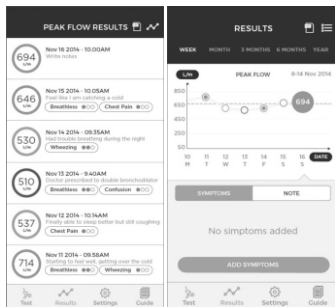 PEAK FLOW RESULTS
694
L/m
Nov 16 2014 - 10.00AM
Write notes
646
L/m
Nov 15 2014 - 10.05AM
Feel like I am catching a cold
Breathless
Chest Pain
530
L/m
Nov 14 2014 - 09.35AM
Had trouble breathing during the night
Wheezing
510
L/m
Nov 13 2014 - 9.40AM
Doctor prescribed to double bronchodilator
Breathless
Confusion
537
L/m
Nov 12 2014 - 10.14AM
Finally able to sleep better but still coughing
Chest Pain
714
L/m
Nov 11 2014 - 09.58AM
Starting to feel well, getting over the cold
Breathless
Wheezing
Test Results Settings Guide
RESULTS
WEEK MONTH 3 MONTHS 6 MONTHS YEAR
L/m PEAK FLOW 8-14 Nov 2014
850
650
450
250
50
694
10 11 12 13 14 15 16 DATE
M T W T F S S
SYMPTOMS NOTE
No simptoms added
ADD SYMPTOMS
Test Results Settings Guide